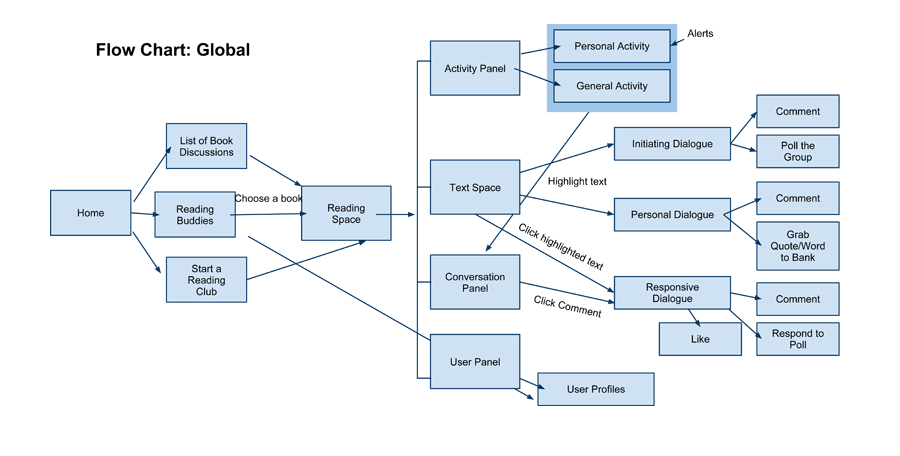 Flow Chart: Global
Home
List of Book
Discussions
Reading
Buddies
Start a
Reading
Club
Choose a book
Reading
Space
Activity Panel
Personal Activity
General Activity
Alerts
Text Space
Highlight text
Click highlighted text
Initiating Dialogue
Comment
Poll the
Group
Personal Dialogue
Comment
Grab
Quote/Word
to Bank
Conversation
Panel
Click Comment
Responsive
Dialogue
Comment
Like
Respond to
Poll
User Panel
User Profiles